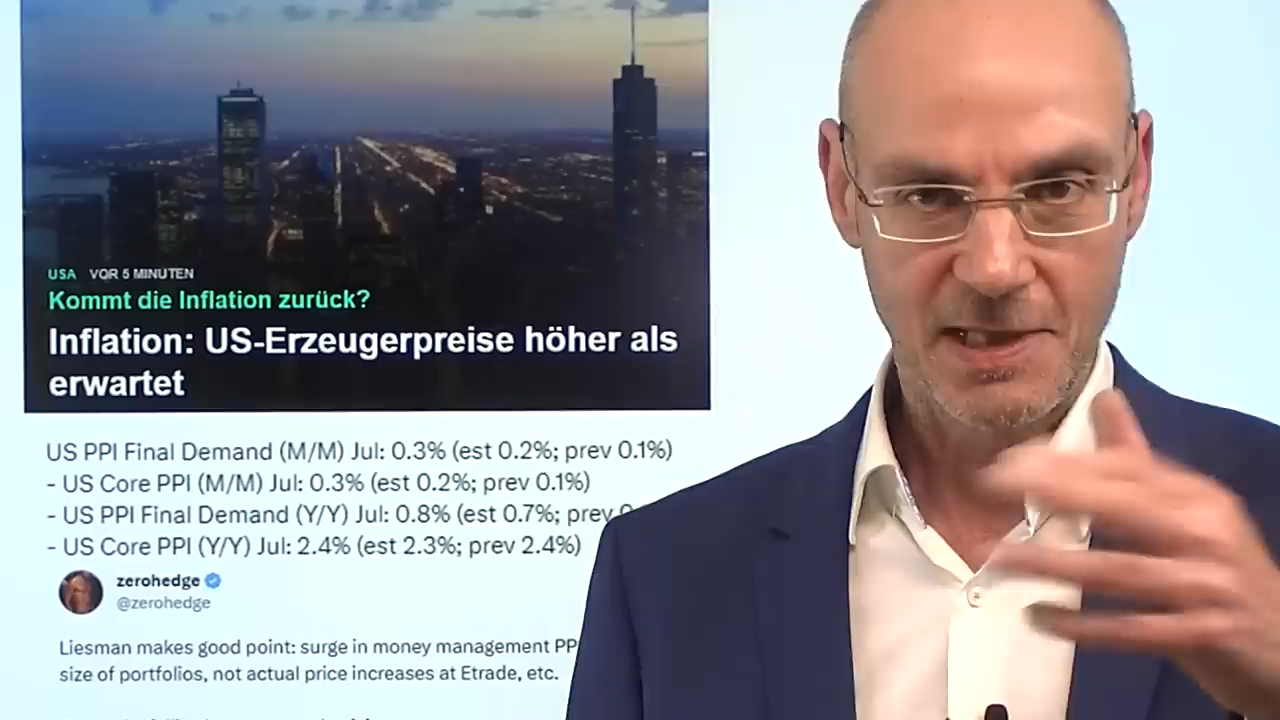 USA VOR 5 MINUTEN
Kommt die Inflation zurück?
Inflation: US-Erzeugerpreise höher als
erwartet
US PPI Final Demand (M/M) Jul: 0.3% (est 0.2%; prev 0.1%)
- US Core PPI (M/M) Jul: 0.3% (est 0.2%; prev 0.1%)
- US PPI Final Demand (Y/Y) Jul: 0.8% (est 0.7%; prev
- US Core PPI (Y/Y) Jul: 2.4% (est 2.3%; prev 2.4%)
zerohedge
@zerohedge
Liesman makes good point: surge in money management PP
size of portfolios, not actual price increases at Etrade, etc.